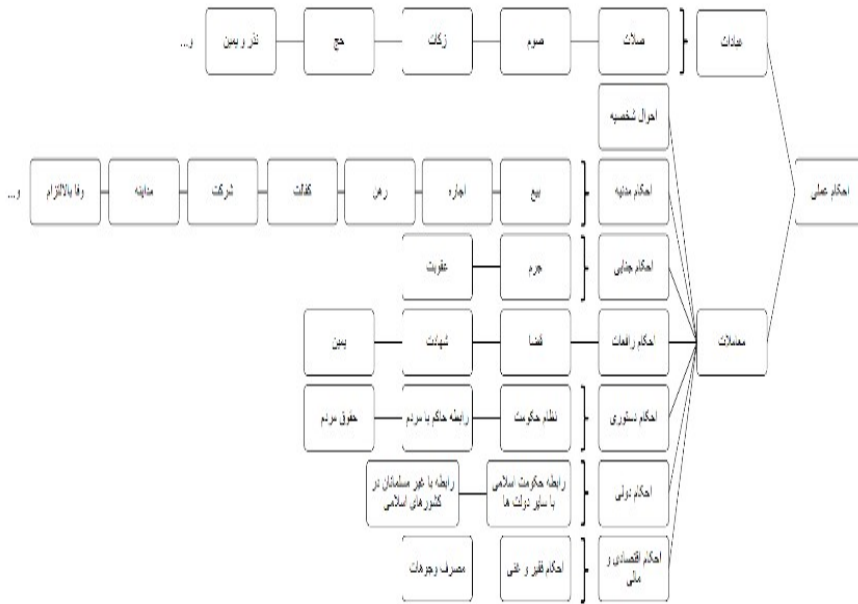 عبادات
صلات
صوم
زکات
حج
نذر و یمین
و...
احوال شخصیه
احکام عملی
احکام مدنیه
بیع
اجاره
رهن
کفالت
شرکت
مداینه
وفا بالالتزام
و...
احکام جنایی
جرم
عقوبت
معاملات
احکام رافعات
قضا
شهادت
یمین
احکام دستوری
نظام حکومت
رابطه حاکم با مردم
حقوق مردم
احکام دولی
رابطه حکومت اسلامی
با سایر دولت ها
رابطه با غیر مسلمانان در
کشورهای اسلامی
احکام اقتصادی و
مالی
احکام فقیر و غنی
مصرف وجوهات